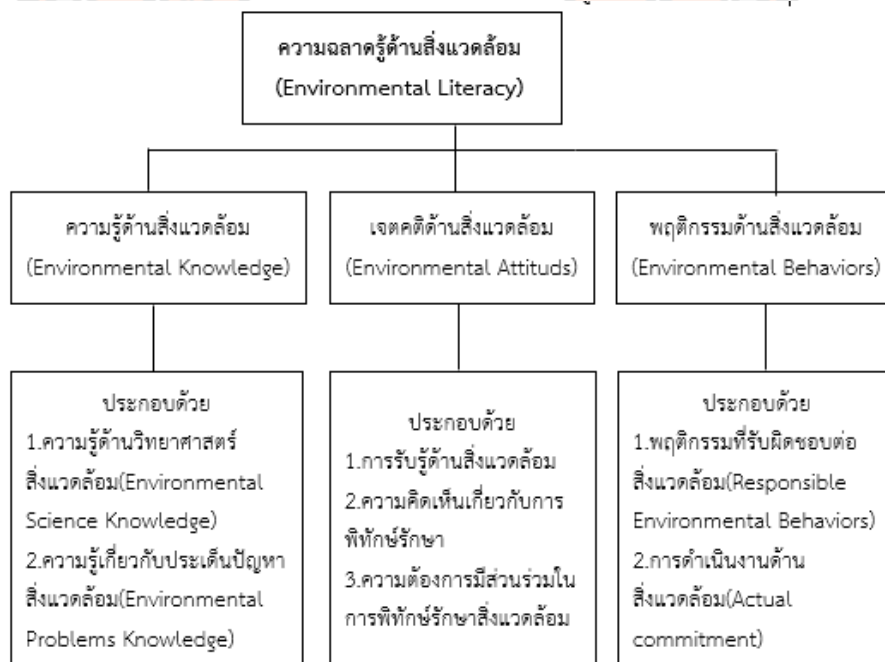 ความฉลาดรู้ด้านสิ่งแวดล้อม
(Environmental Literacy)
ความรู้ด้านสิ่งแวดล้อม
(Environmental Knowledge)
เจตคติด้านสิ่งแวดล้อม
(Environmental Attituds)
พฤติกรรมด้านสิ่งแวดล้อม
(Environmental Behaviors)
ประกอบด้วย
1.ความรู้ด้านวิทยาศาสตร์
สิ่งแวดล้อม(Environmental
Science Knowledge)
2.ความรู้เกี่ยวกับประเด็นปัญหา
สิ่งแวดล้อม(Environmental
Problems Knowledge)
ประกอบด้วย
1.การรับรู้ด้านสิ่งแวดล้อม
2.ความคิดเห็นเกี่ยวกับการ
พิทักษ์รักษา
3.ความต้องการมีส่วนร่วมใน
การพิทักษ์รักษาสิ่งแวดล้อม
ประกอบด้วย
1.พฤติกรรมที่รับผิดชอบต่อ
สิ่งแวดล้อม(Responsible
Environmental Behaviors)
2.การดำเนินงานด้าน
สิ่งแวดล้อม(Actual
commitment)